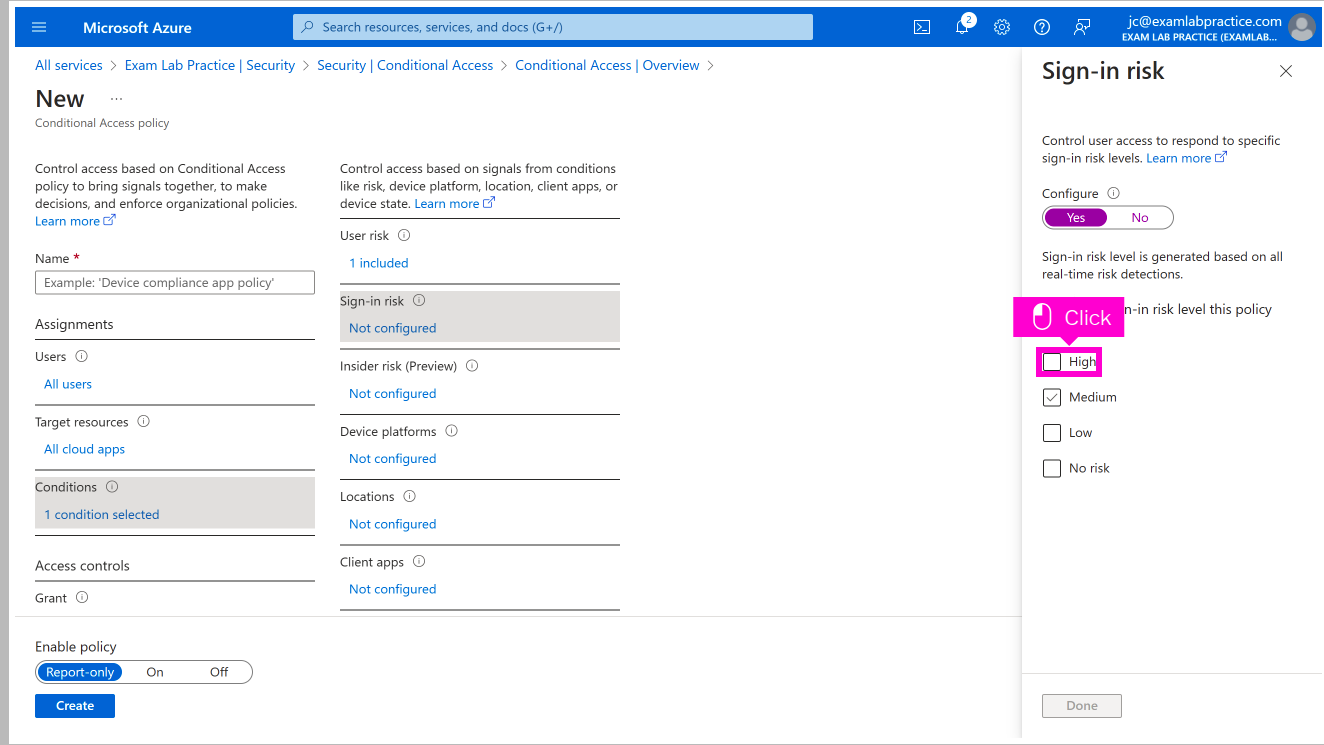 Microsoft Azure
Search resources, services, and docs (G+/)
2
jc@examlabpractice.com
EXAM LAB PRACTICE (EXAMLAB...
All services > Exam Lab Practice | Security > Security | Conditional Access > Conditional Access | Overview >
New ...
Conditional Access policy
Control access based on Conditional Access
policy to bring signals together, to make
decisions, and enforce organizational policies.
Learn more
Name *
Example: 'Device compliance app policy'
Assignments
Users
All users
Target resources
All cloud apps
Conditions
1 condition selected
Access controls
Grant
Control access based on signals from conditions
like risk, device platform, location, client apps, or
device state. Learn more
User risk
1 included
Sign-in risk
Not configured
Insider risk (Preview)
Not configured
Device platforms
Not configured
Locations
Not configured
Client apps
Not configured
Enable policy
Report-only On Off
Create
Sign-in risk
Control user access to respond to specific
sign-in risk levels. Learn more
Configure
Yes No
Sign-in risk level is generated based on all
real-time risk detections.
n-in risk level this policy
Click
High
Medium
Low
No risk
Done